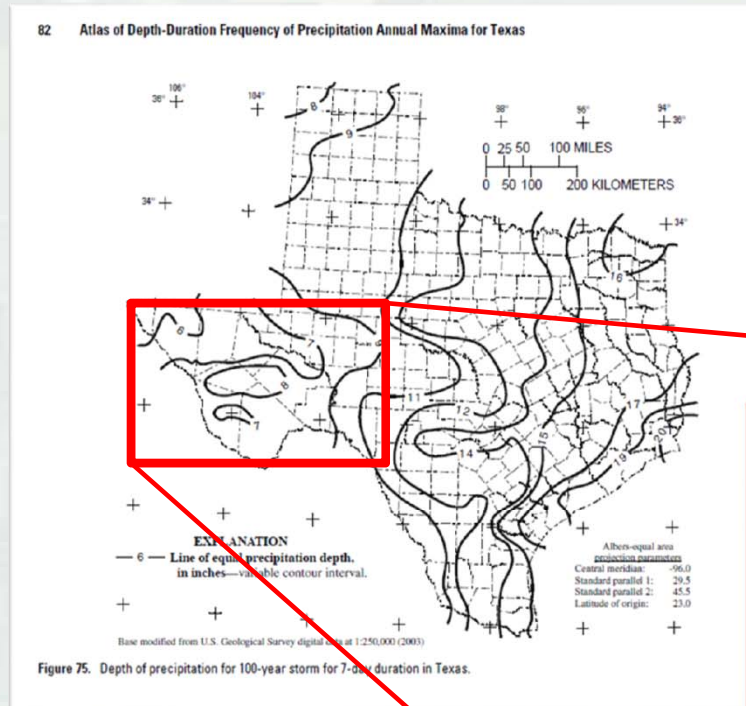 82 Atlas of Depth-Duration Frequency of Precipitation Annual Maxima for Texas
106°
36°
104°
98°
96°
94°
36°
8
9
0 25 50 100 MILES
0 50 100 200 KILOMETERS
34°
34°
16
6
7
9
8
11
12
17
7
14
15
20
EXPLANATION
— 6 — Line of equal precipitation depth,
in inches—variable contour interval.
Albers-equal area
projection parameters
Central meridian: -96.0
Standard parallel 1: 29.5
Standard parallel 2: 45.5
Latitude of origin: 23.0
Base modified from U.S. Geological Survey digital data at 1:250,000 (2003)
Figure 75. Depth of precipitation for 100-year storm for 7-day duration in Texas.